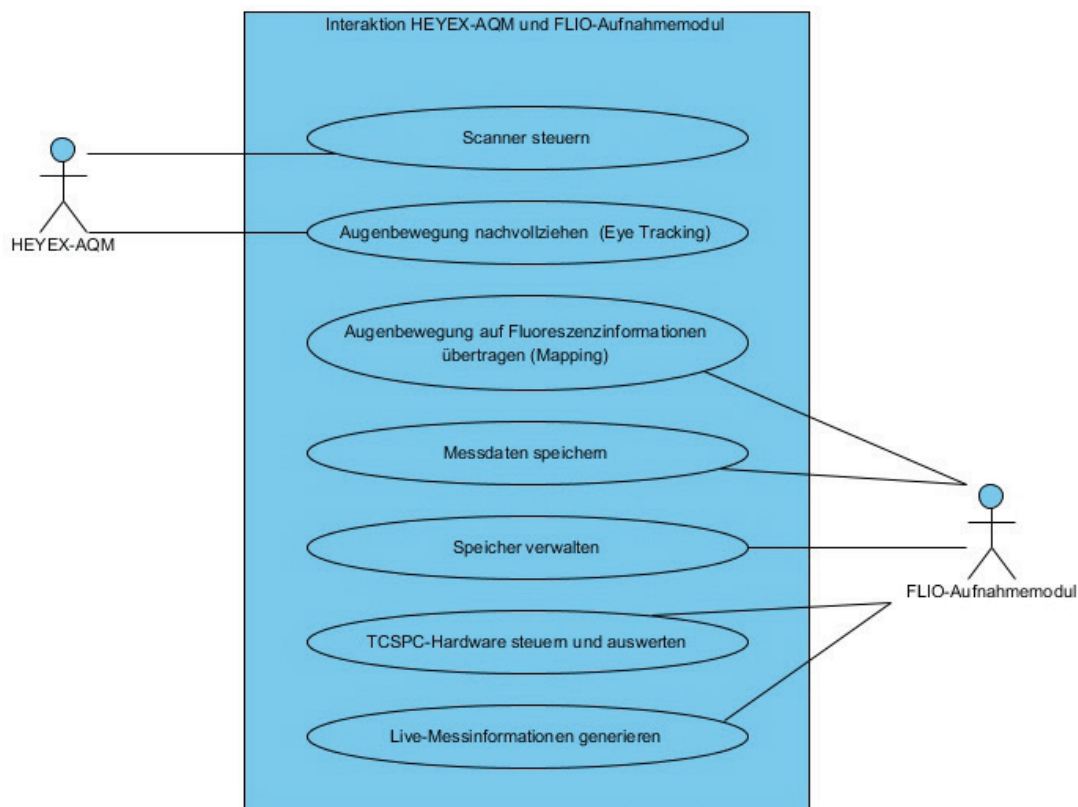 Interaktion HEYEX-AQM und FLIO-Aufnahmemodul
Scanner steuern
HEYEX-AQM
Augenbewegung nachvollziehen (Eye Tracking)
Augenbewegung auf Fluoreszenzinformationen
übertragen (Mapping)
Messdaten speichern
Speicher verwalten
FLIO-Aufnahmemodul
TCSPC-Hardware steuern und auswerten
Live-Messinformationen generieren